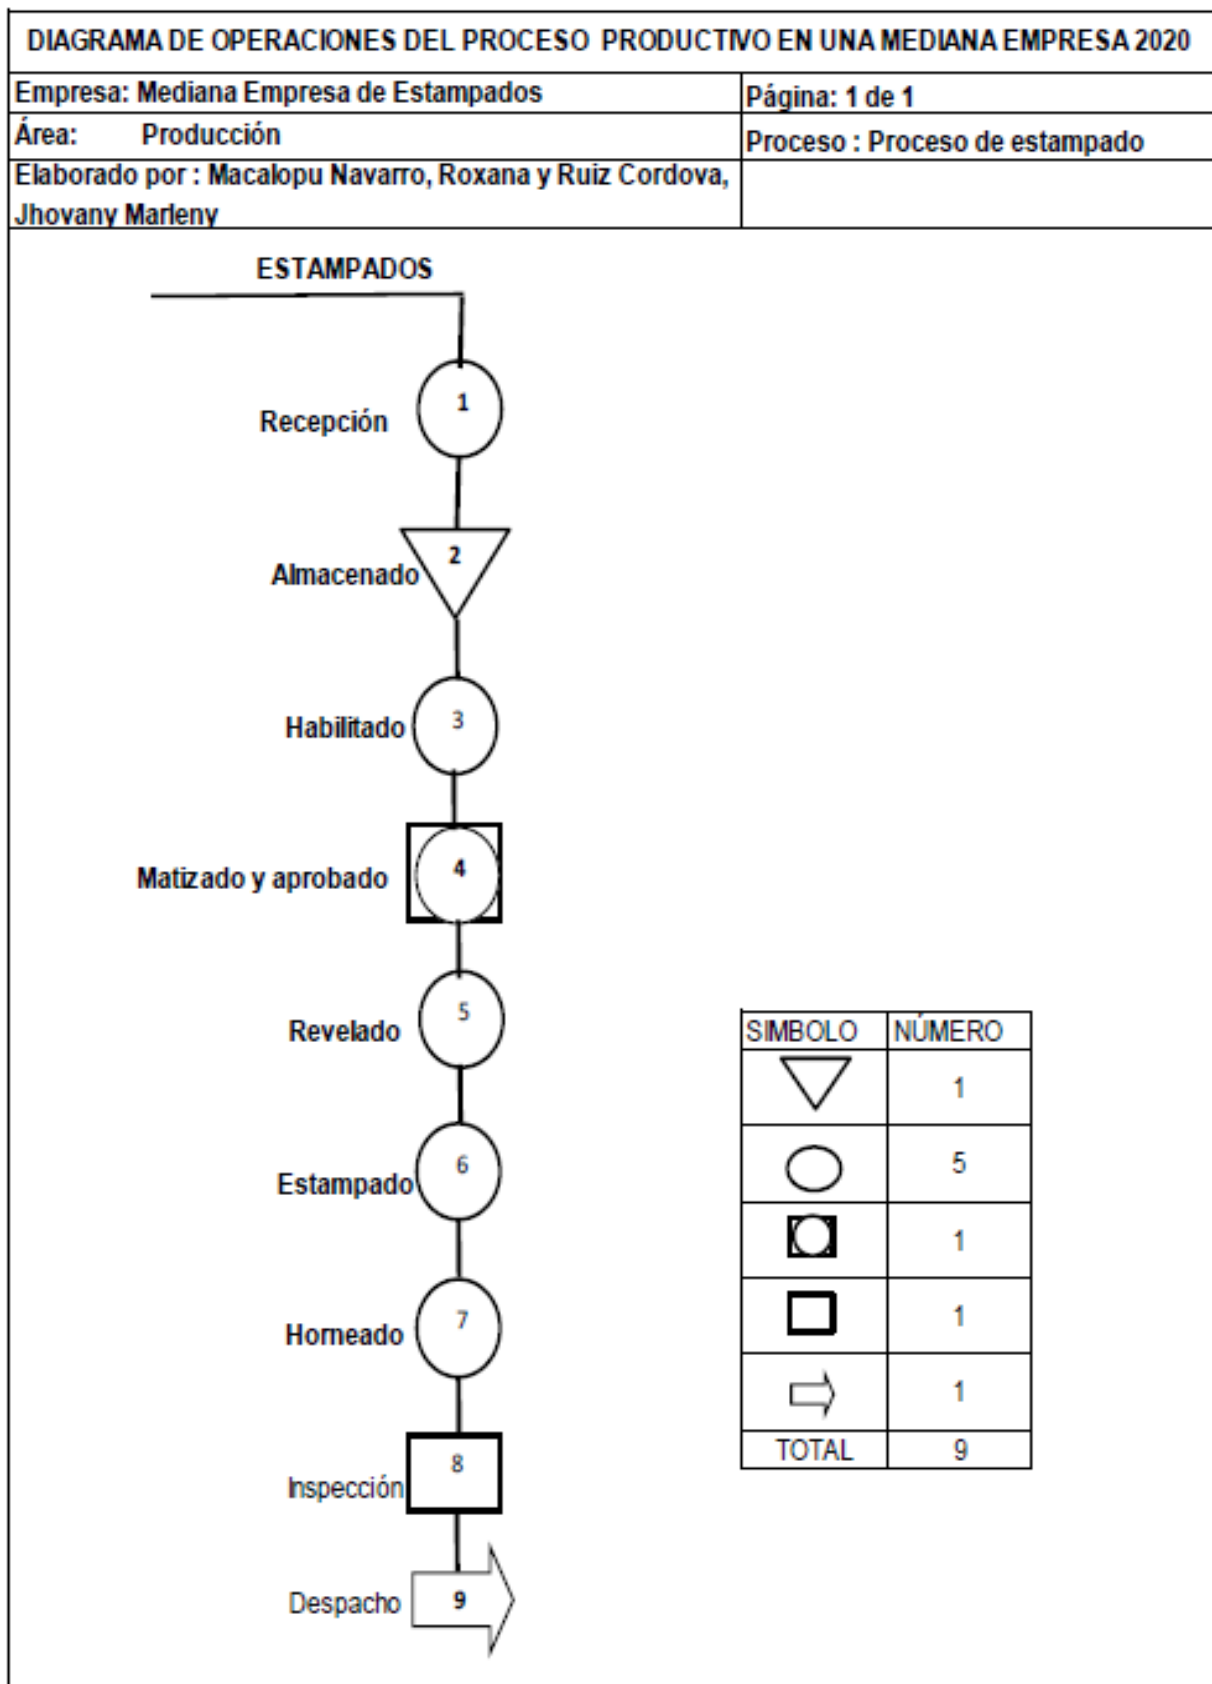 DIAGRAMA DE OPERACIONES DEL PROCESO PRODUCTIVO EN UNA MEDIANA EMPRESA 2020
Empresa: Mediana Empresa de Estampados
Página: 1 de 1
Área: Producción
Proceso : Proceso de estampado
Elaborado por : Macalopu Navarro, Roxana y Ruiz Cordova,
Jhovany Marleny
ESTAMPADOS
Recepción 1
Almacenado 2
Habilitado 3
Matizado y aprobado 4
Revelado 5
Estampado 6
Horneado 7
Inspección 8
Despacho 9
SIMBOLO NÚMERO
1
5
1
1
1
TOTAL 9